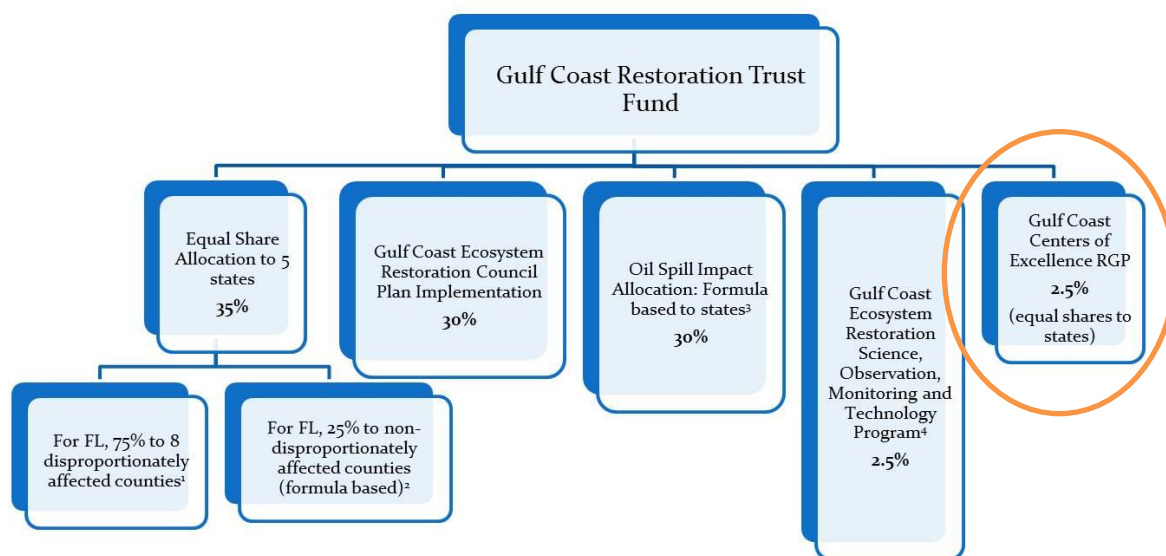 Gulf Coast Restoration Trust
Fund
Equal Share
Allocation to 5
states
35%
Gulf Coast Ecosystem
Restoration Council
Plan Implementation
30%
Oil Spill Impact
Allocation: Formula
based to states³
30%
Gulf Coast
Ecosystem
Restoration
Science,
Observation,
Monitoring and
Technology
Program⁴
2.5%
Gulf Coast
Centers of
Excellence RGP
2.5%
(equal shares to
states)
For FL, 75% to 8
disproportionately
affected counties¹
For FL, 25% to non-
disproportionately
affected counties
(formula based)²